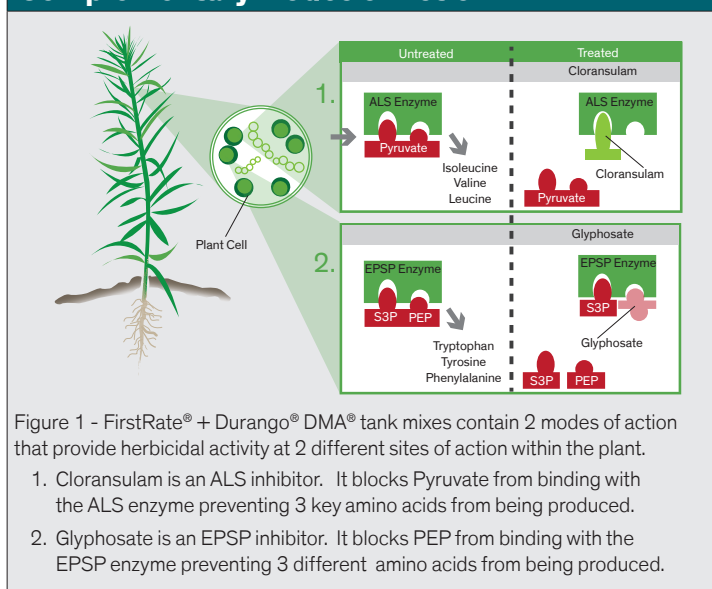 Untreated
Treated
Cloransulam
1.
ALS Enzyme
Pyruvate
Isoleucine
Valine
Leucine
ALS Enzyme
Cloransulam
Pyruvate
Plant Cell
Glyphosate
2.
EPSP Enzyme
S3P
PEP
Tryptophan
Tyrosine
Phenylalanine
EPSP Enzyme
S3P
Glyphosate
S3P
PEP
Figure 1 - FirstRate® + Durango® DMA® tank mixes contain 2 modes of action
that provide herbicidal activity at 2 different sites of action within the plant.
1. Cloransulam is an ALS inhibitor. It blocks Pyruvate from binding with
the ALS enzyme preventing 3 key amino acids from being produced.
2. Glyphosate is an EPSP inhibitor. It blocks PEP from binding with the
EPSP enzyme preventing 3 different amino acids from being produced.